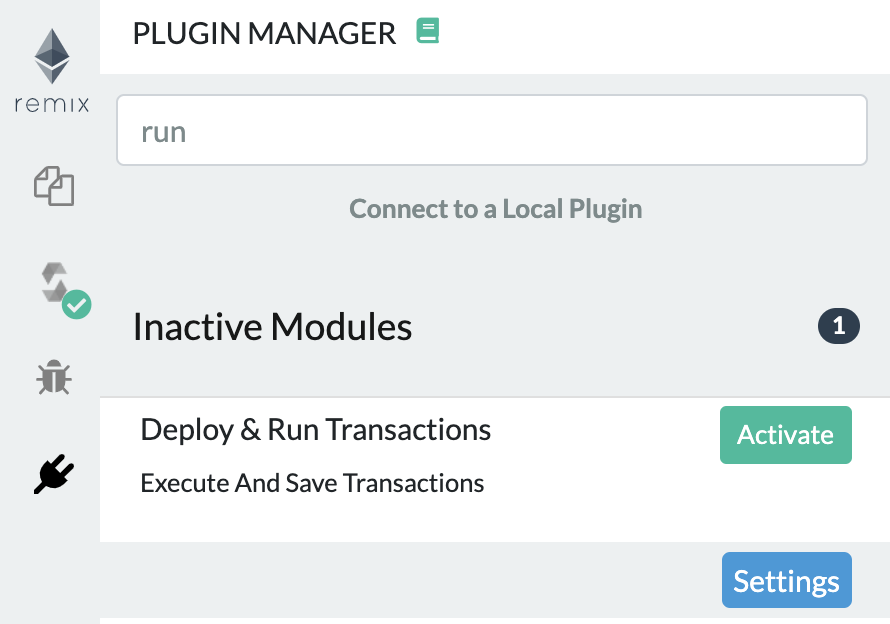 PLUGIN MANAGER
remix
run
Connect to a Local Plugin
Inactive Modules
1
Deploy & Run Transactions
Activate
Execute And Save Transactions
Settings